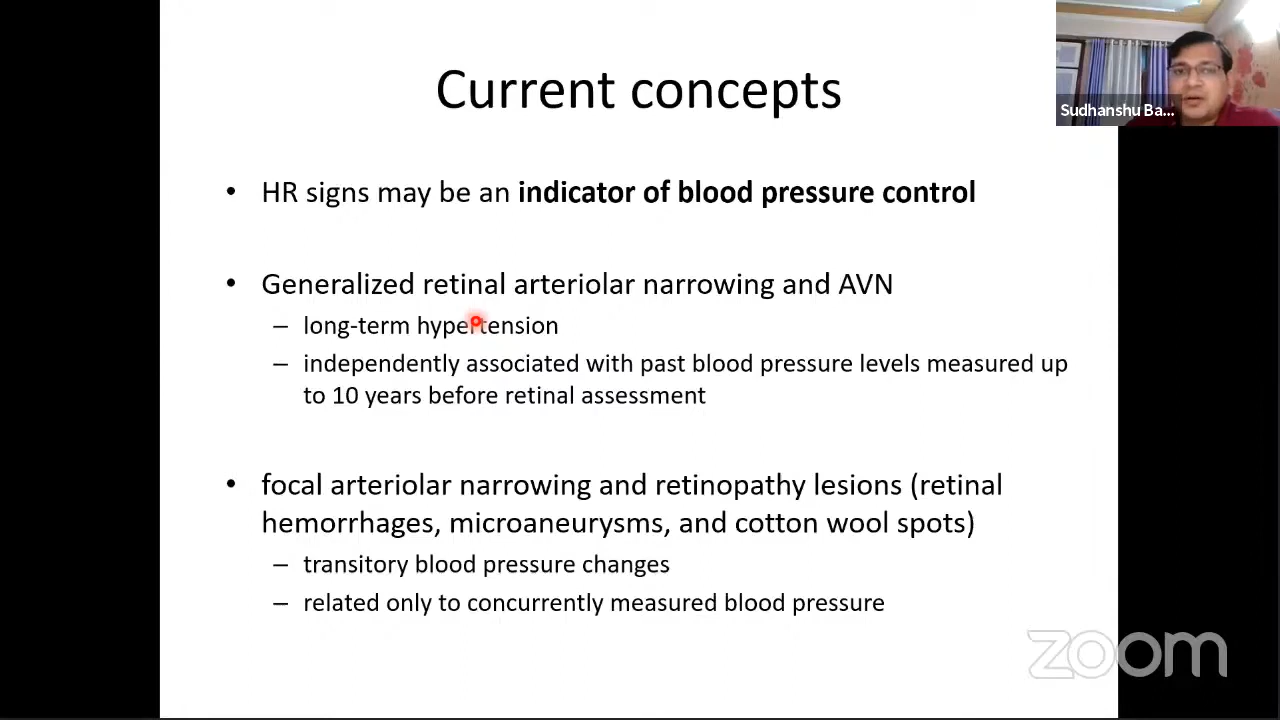 Current concepts
Sudhanshu Ba...
• HR signs may be an indicator of blood pressure control
• Generalized retinal arteriolar narrowing and AVN
– long-term hypertension
– independently associated with past blood pressure levels measured up
to 10 years before retinal assessment
• focal arteriolar narrowing and retinopathy lesions (retinal
hemorrhages, microaneurysms, and cotton wool spots)
– transitory blood pressure changes
– related only to concurrently measured blood pressure
zoom